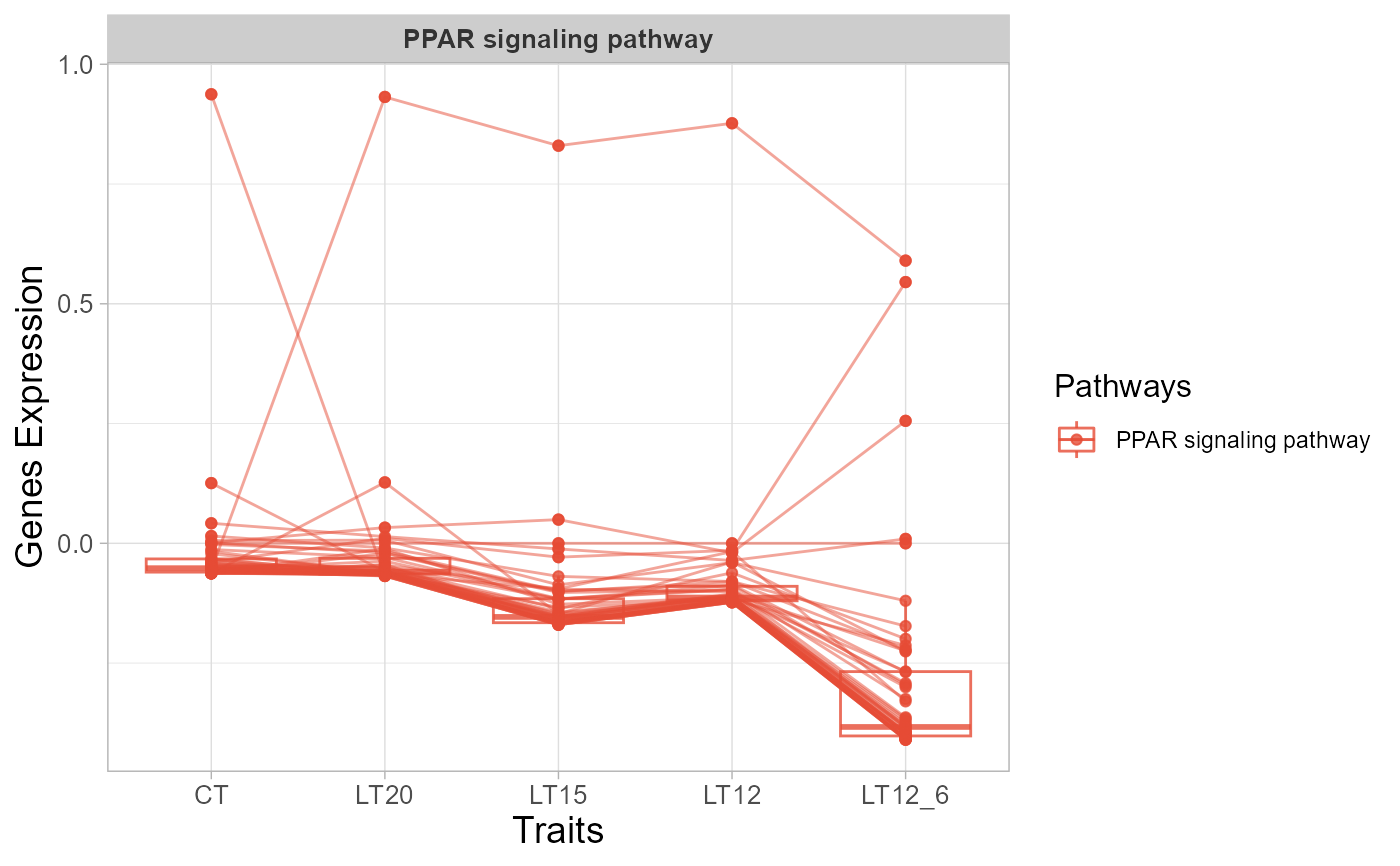 PPAR signaling pathway
1.0
0.5
0.0
Genes Expression
CT LT20 LT15 LT12 LT12_6
Traits
Pathways
PPAR signaling pathway